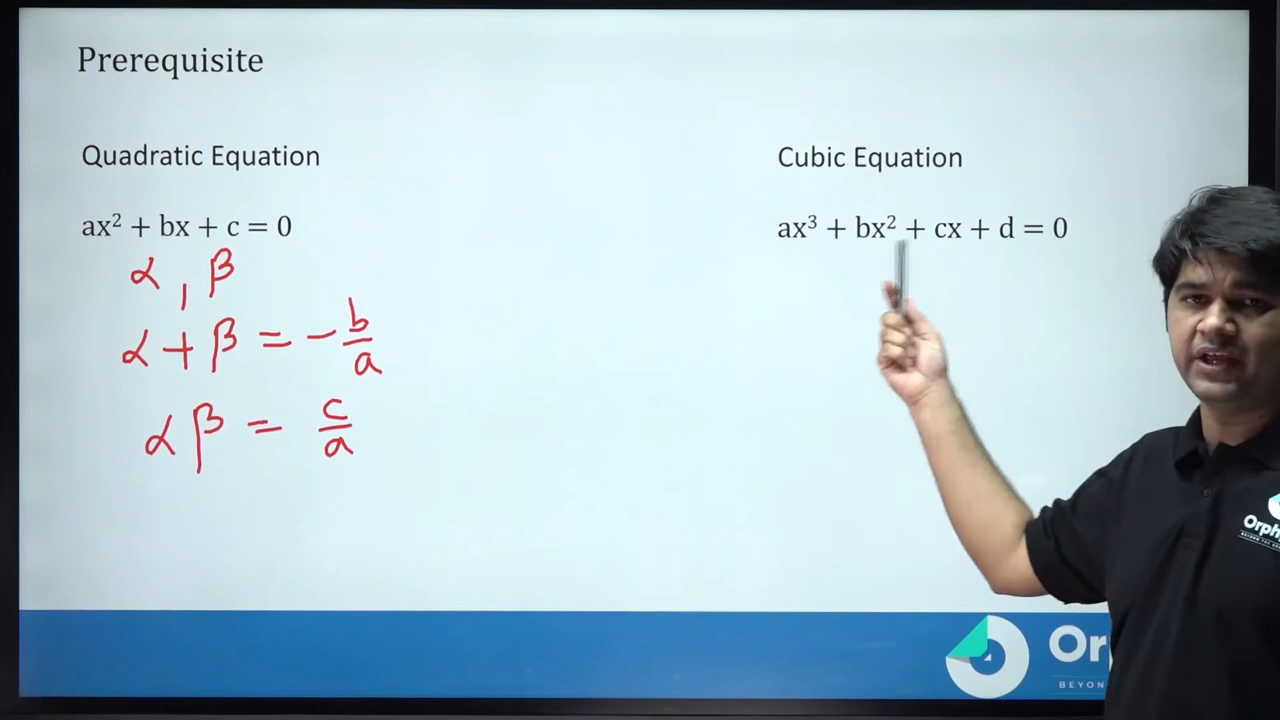 Prerequisite
Quadratic Equation
ax² + bx + c = 0
α , β
α + β = - b/a
αβ = c/a
Cubic Equation
ax³ + bx² + cx + d = 0